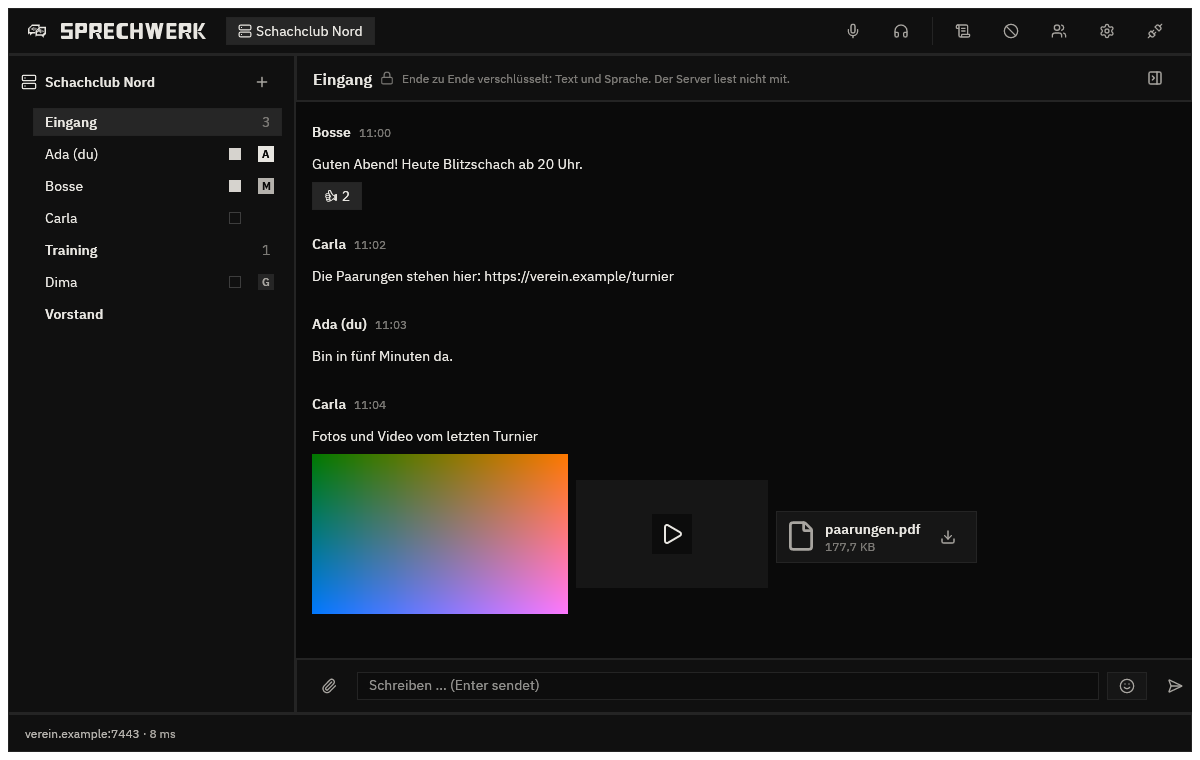 SPRECHWERK
Schachclub Nord
Schachclub Nord
Eingang 3
Ada (du) A
Bosse M
Carla
Training 1
Dima G
Vorstand
Eingang Ende zu Ende verschlüsselt: Text und Sprache. Der Server liest nicht mit.
Bosse 11:00
Guten Abend! Heute Blitzschach ab 20 Uhr.
👍 2
Carla 11:02
Die Paarungen stehen hier: https://verein.example/turnier
Ada (du) 11:03
Bin in fünf Minuten da.
Carla 11:04
Fotos und Video vom letzten Turnier
paarungen.pdf
177,7 KB
Schreiben ... (Enter sendet)
verein.example:7443 · 8 ms